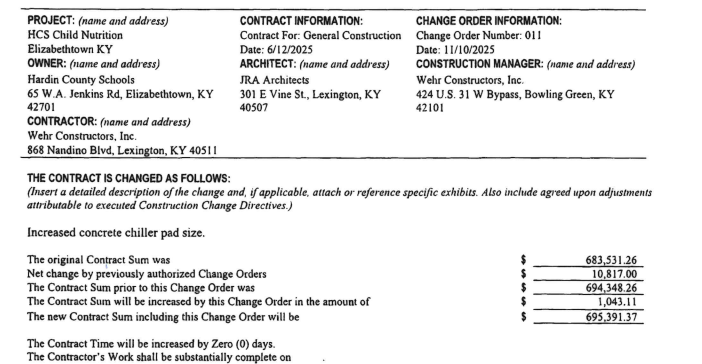 PROJECT: (name and address)
HCS Child Nutrition
Elizabethtown KY
OWNER: (name and address)
Hardin County Schools
65 W.A. Jenkins Rd, Elizabethtown, KY
42701
CONTRACTOR: (name and address)
Wehr Constructors, Inc.
868 Nandino Blvd, Lexington, KY 40511
CONTRACT INFORMATION:
Contract For: General Construction
Date: 6/12/2025
ARCHITECT: (name and address)
JRA Architects
301 E Vine St., Lexington, KY
40507
CHANGE ORDER INFORMATION:
Change Order Number: 011
Date: 11/10/2025
CONSTRUCTION MANAGER: (name and address)
Wehr Constructors, Inc.
424 U.S. 31 W Bypass, Bowling Green, KY
42101
THE CONTRACT IS CHANGED AS FOLLOWS:
(Insert a detailed description of the change and, if applicable, attach or reference specific exhibits. Also include agreed upon adjustments
attributable to executed Construction Change Directives.)
Increased concrete chiller pad size.
The original Contract Sum was $ 683,531.26
Net change by previously authorized Change Orders $ 10,817.00
The Contract Sum prior to this Change Order was $ 694,348.26
The Contract Sum will be increased by this Change Order in the amount of $ 1,043.11
The new Contract Sum including this Change Order will be $ 695,391.37
The Contract Time will be increased by Zero (0) days.
The Contractor's Work shall be substantially complete on .